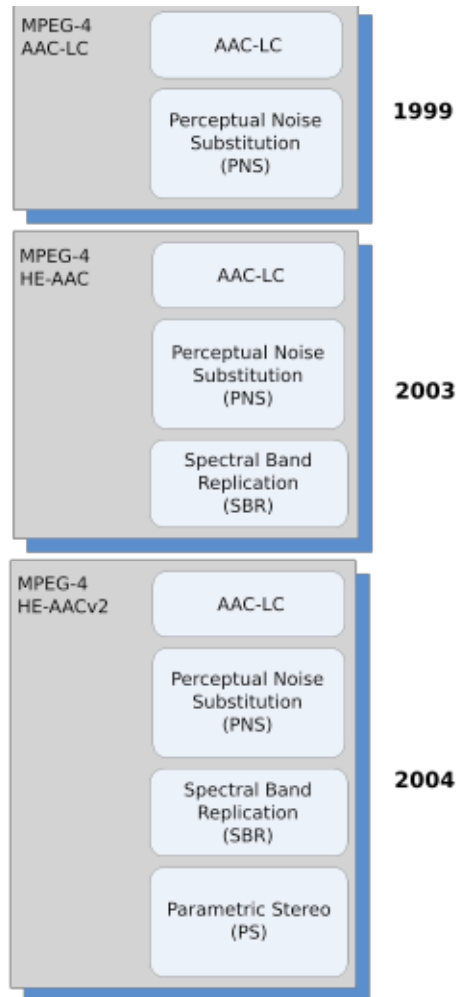 MPEG-4
AAC-LC
AAC-LC
Perceptual Noise
Substitution
(PNS)
1999
MPEG-4
HE-AAC
AAC-LC
Perceptual Noise
Substitution
(PNS)
Spectral Band
Replication
(SBR)
2003
MPEG-4
HE-AACv2
AAC-LC
Perceptual Noise
Substitution
(PNS)
Spectral Band
Replication
(SBR)
Parametric Stereo
(PS)
2004